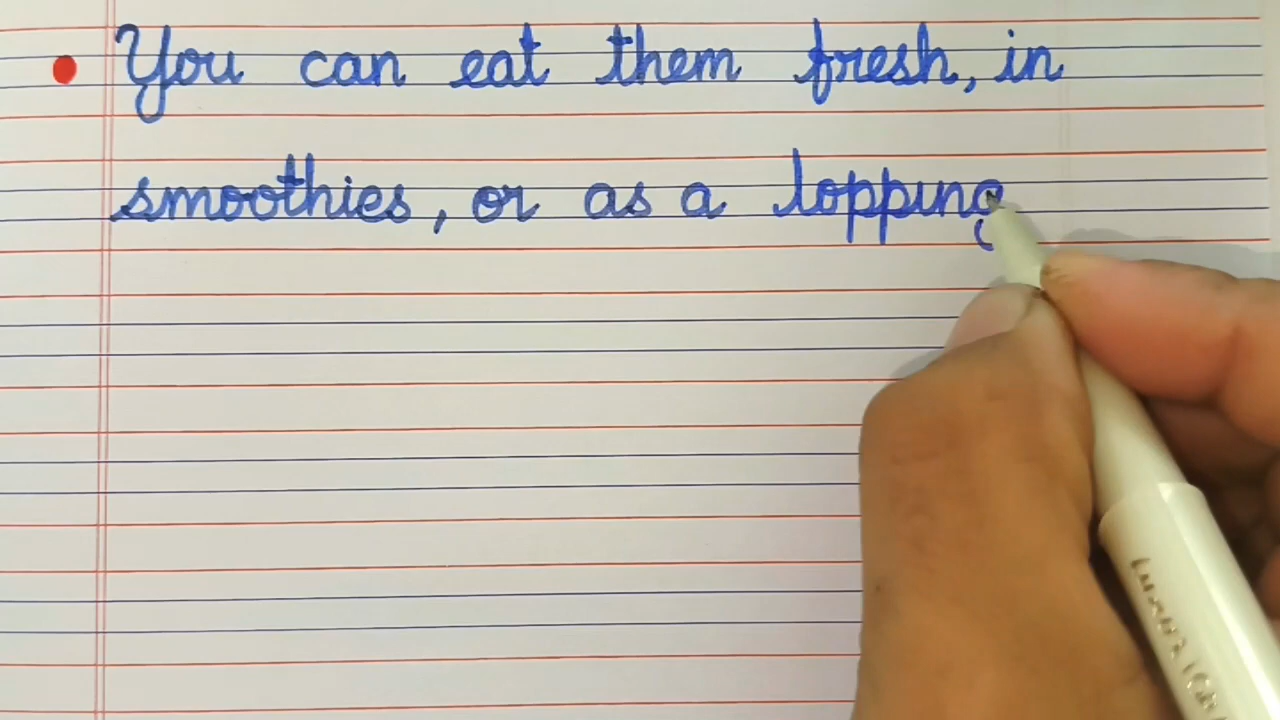 You can eat them fresh, in
smoothies, or as a topping